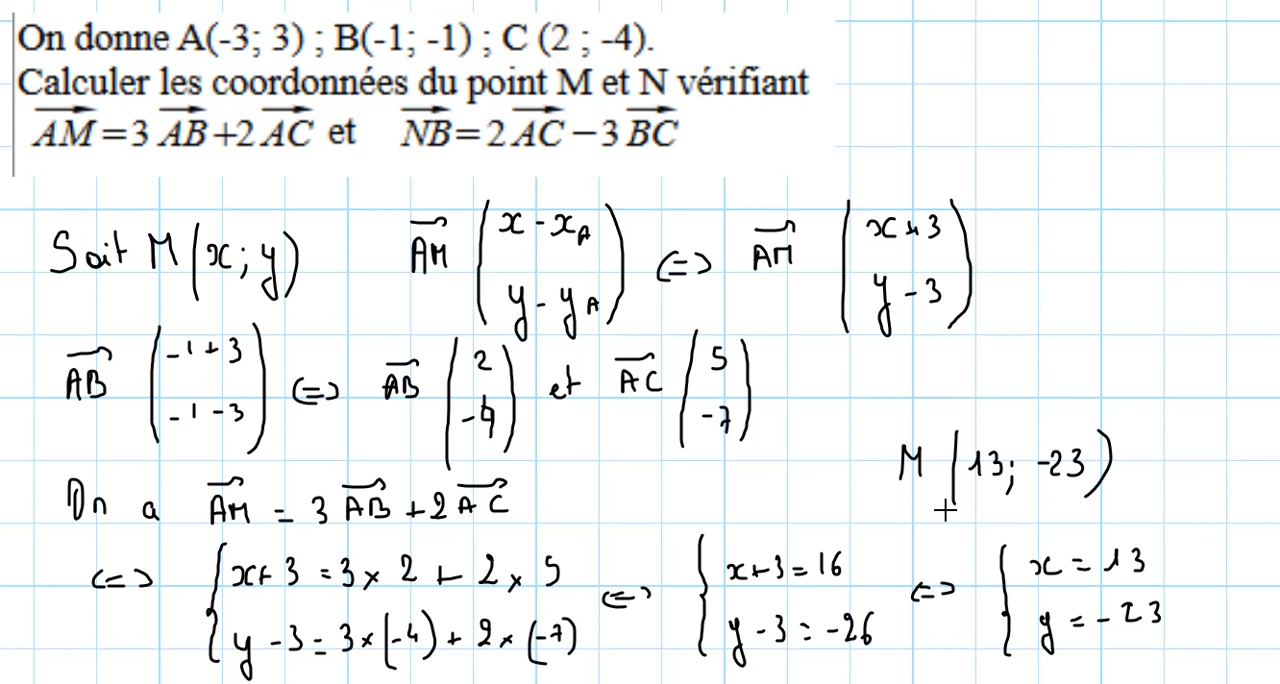 On donne A(-3; 3) ; B(-1; -1) ; C (2 ; -4).
Calculer les coordonnées du point M et N vérifiant
AM=3 AB+2 AC et NB=2 AC−3 BC
Soit M(x; y) AM (x - xA ; y - yA) <=> AM (x+3 ; y - 3)
AB (-1+3 ; -1-3) <=> AB (2 ; -4) et AC (5 ; -7)
M (13; -23)
On a AM = 3 AB + 2 AC
<=> { x+3 = 3 × 2 + 2 × 5 <=> { x+3 = 16 <=> { x = 13
y - 3 = 3×(-4) + 2×(-7) y - 3 = -26 y = -23